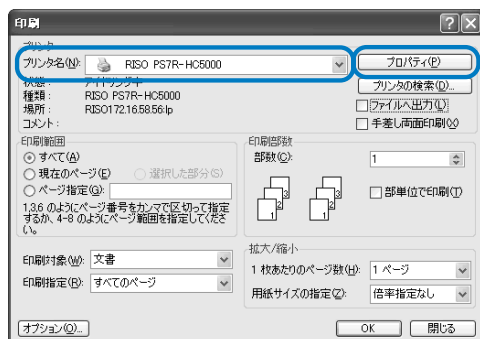 印刷
プリンタ
プリンタ名(N): RISO PS7R-HC5000 プロパティ(P)
状態: アイドリング中 プリンタの検索(D)...
種類: RISO PS7R-HC5000 ファイルへ出力(L)
場所: RISO172.16.58.56:lp 手差し両面印刷(X)
コメント:
印刷範囲
すべて(A)
現在のページ(E) 選択した部分(S)
ページ指定(G):
1,3,6 のようにページ番号をカンマで区切って指定
するか、4-8 のようにページ範囲を指定してくださ
い。
印刷部数
部数(C): 1
部単位で印刷(T)
1 2 3 1 2 3
印刷対象(W): 文書
印刷指定(R): すべてのページ
拡大/縮小
1 枚あたりのページ数(H): 1 ページ
用紙サイズの指定(Z): 倍率指定なし
オプション(O)... OK 閉じる